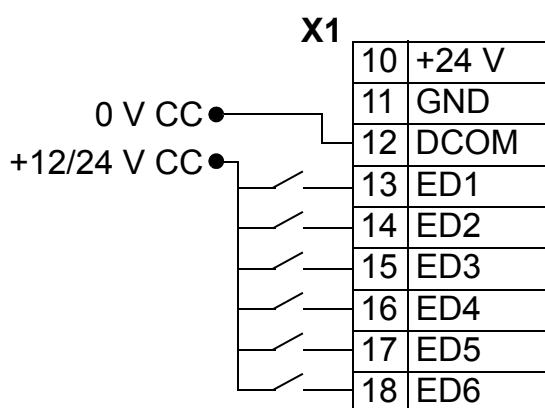 X1
10 +24 V
11 GND
0 V CC
12 DCOM
+12/24 V CC
13 ED1
14 ED2
15 ED3
16 ED4
17 ED5
18 ED6